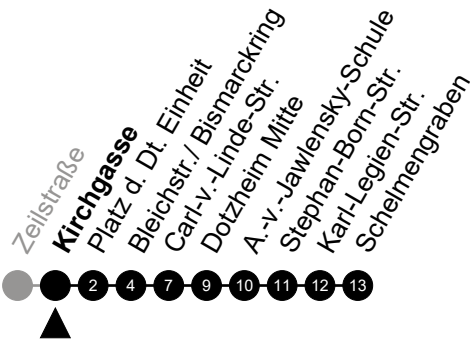 Zeilstraße
Kirchgasse
Platz d. Dt. Einheit
Bleichstr./ Bismarckring
Carl-v.-Linde-Str.
Dotzheim Mitte
A.-v.-Jawlensky-Schule
Stephan-Born-Str.
Karl-Legien-Str.
Schelmengraben
2 4 7 9 10 11 12 13